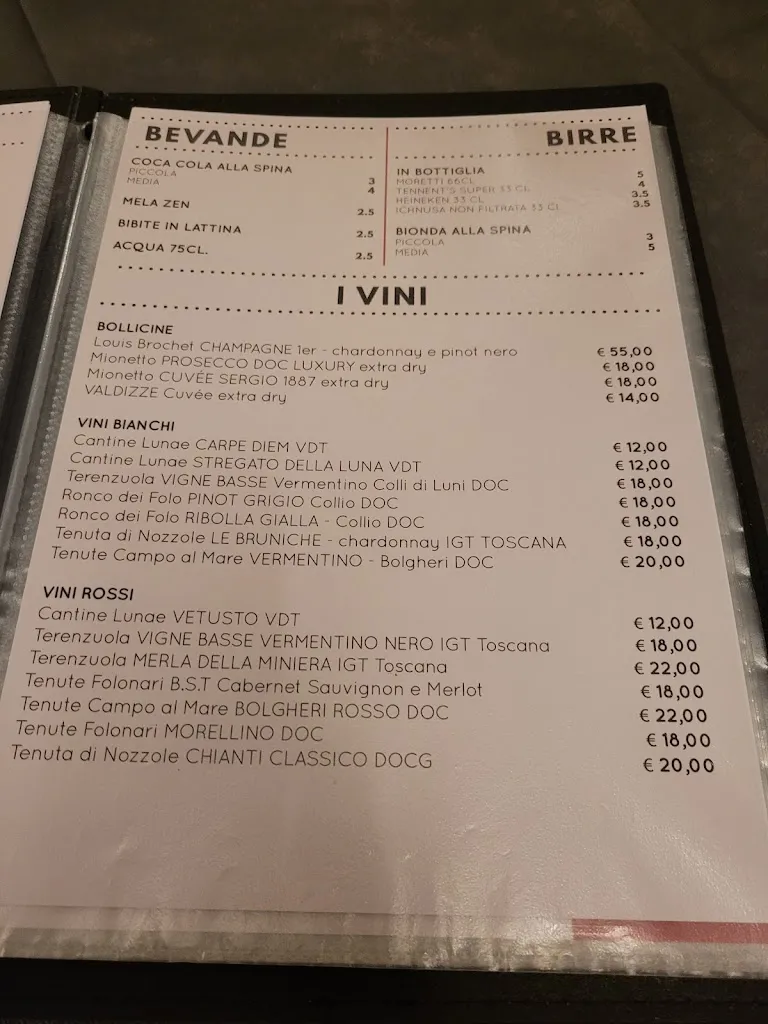 BEVANDE
COCA COLA ALLA SPINA
PICCOLA 3
MEDIA 4
MELA ZEN 2.5
BIBITE IN LATTINA 2.5
ACQUA 75CL. 2.5
BIRRE
IN BOTTIGLIA
MORETTI 66CL 5
TENNENT'S SUPER 33 CL 4
HEINEKEN 33 CL 3.5
ICHNUSA NON FILTRATA 33 CL 3.5
BIONDA ALLA SPINA
PICCOLA 3
MEDIA 5
I VINI
BOLLICINE
Louis Brochet CHAMPAGNE 1er - chardonnay e pinot nero € 55,00
Mionetto PROSECCO DOC LUXURY extra dry € 18,00
Mionetto CUVÉE SERGIO 1887 extra dry € 18,00
VALDIZZE Cuvée extra dry € 14,00
VINI BIANCHI
Cantine Lunae CARPE DIEM VDT € 12,00
Cantine Lunae STREGATO DELLA LUNA VDT € 12,00
Terenzuola VIGNE BASSE Vermentino Colli di Luni DOC € 18,00
Ronco dei Folo PINOT GRIGIO Collio DOC € 18,00
Ronco dei Folo RIBOLLA GIALLA - Collio DOC € 18,00
Tenuta di Nozzole LE BRUNICHE - chardonnay IGT TOSCANA € 18,00
Tenute Campo al Mare VERMENTINO - Bolgheri DOC € 20,00
VINI ROSSI
Cantine Lunae VETUSTO VDT € 12,00
Terenzuola VIGNE BASSE VERMENTINO NERO IGT Toscana € 18,00
Terenzuola MERLA DELLA MINIERA IGT Toscana € 22,00
Tenute Folonari B.S.T Cabernet Sauvignon e Merlot € 18,00
Tenute Campo al Mare BOLGHERI ROSSO DOC € 22,00
Tenute Folonari MORELLINO DOC € 18,00
Tenuta di Nozzole CHIANTI CLASSICO DOCG € 20,00